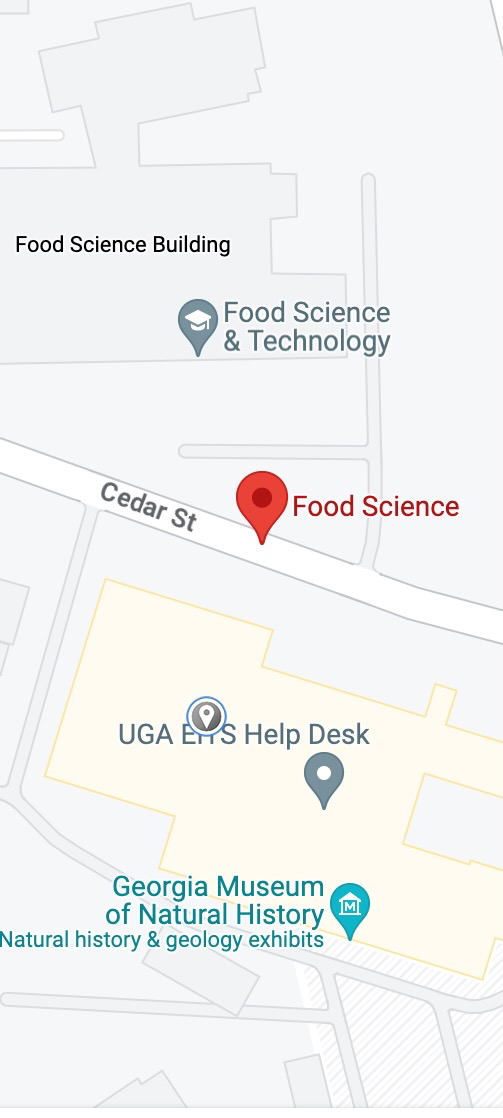 Food Science Building
Food Science
& Technology
Cedar St
Food Science
UGA EITS Help Desk
Georgia Museum
of Natural History
Natural history & geology exhibits
M